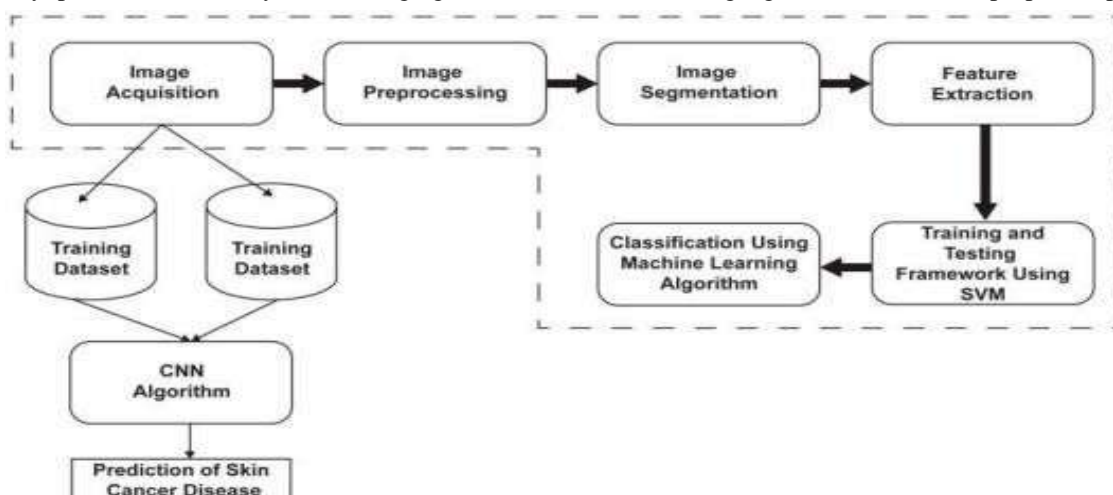 Image
Acquisition
Image
Preprocessing
Image
Segmentation
Feature
Extraction
Training
Dataset
Training
Dataset
Classification Using
Machine Learning
Algorithm
Training and
Testing
Framework Using
SVM
CNN
Algorithm
Prediction of Skin
Cancer Disease